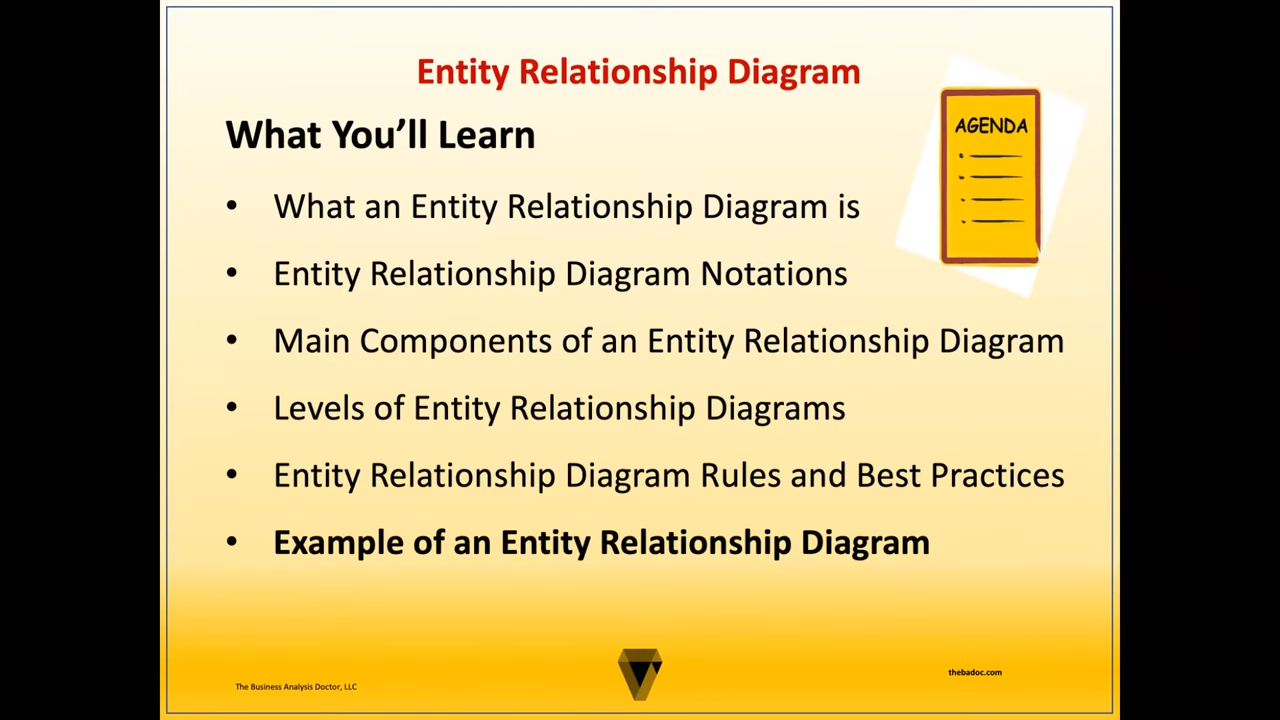 Entity Relationship Diagram
What You’ll Learn
AGENDA
• What an Entity Relationship Diagram is
• Entity Relationship Diagram Notations
• Main Components of an Entity Relationship Diagram
• Levels of Entity Relationship Diagrams
• Entity Relationship Diagram Rules and Best Practices
• Example of an Entity Relationship Diagram
The Business Analysis Doctor, LLC
thebadoc.com